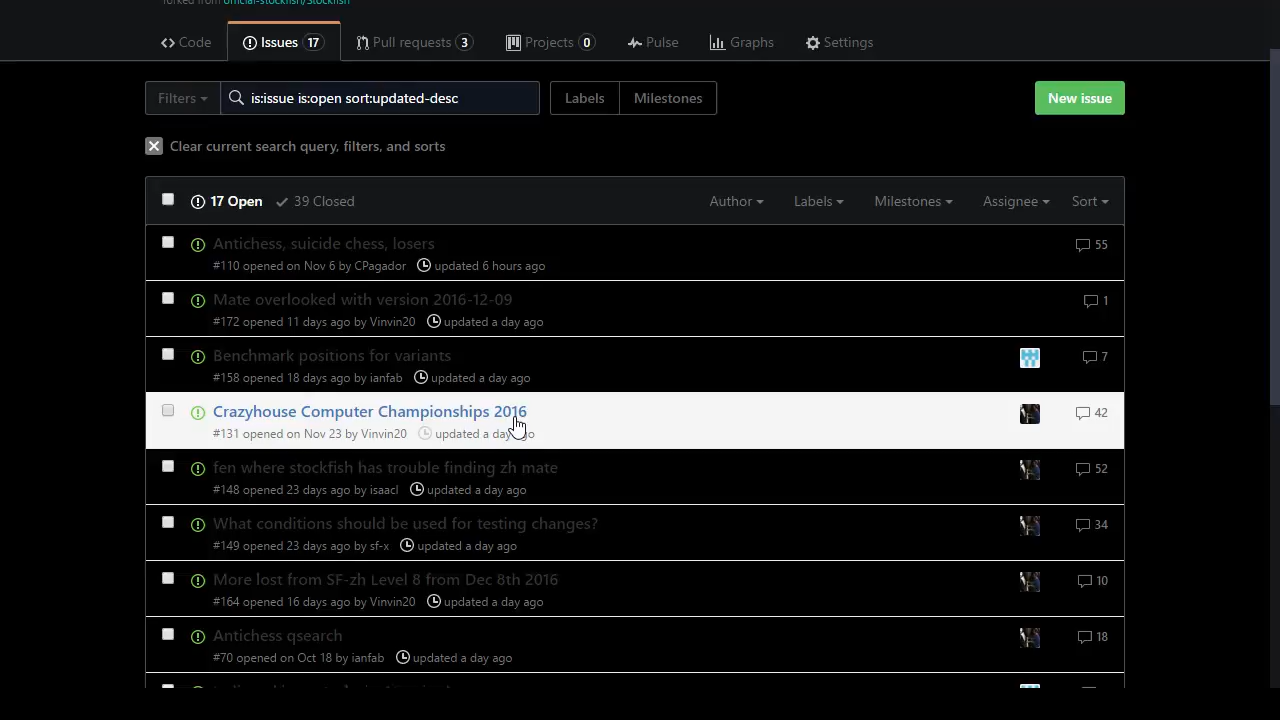 forked from official-stockfish/Stockfish
Code
Issues 17
Pull requests 3
Projects 0
Pulse
Graphs
Settings
Filters
is:issue is:open sort:updated-desc
Labels
Milestones
New issue
Clear current search query, filters, and sorts
17 Open
39 Closed
Author
Labels
Milestones
Assignee
Sort
Antichess, suicide chess, losers
55
#110 opened on Nov 6 by CPagador updated 6 hours ago
Mate overlooked with version 2016-12-09
1
#172 opened 11 days ago by Vinvin20 updated a day ago
Benchmark positions for variants
7
#158 opened 18 days ago by ianfab updated a day ago
Crazyhouse Computer Championships 2016
42
#131 opened on Nov 23 by Vinvin20 updated a day ago
fen where stockfish has trouble finding zh mate
52
#148 opened 23 days ago by isaacl updated a day ago
What conditions should be used for testing changes?
34
#149 opened 23 days ago by sf-x updated a day ago
More lost from SF-zh Level 8 from Dec 8th 2016
10
#164 opened 16 days ago by Vinvin20 updated a day ago
Antichess qsearch
18
#70 opened on Oct 18 by ianfab updated a day ago